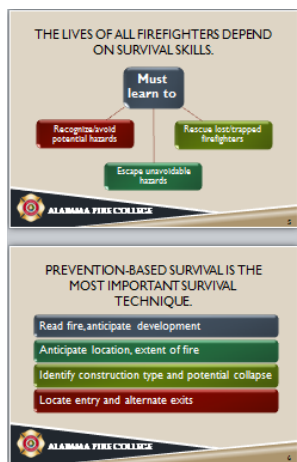 THE LIVES OF ALL FIREFIGHTERS DEPEND
ON SURVIVAL SKILLS.
Must
learn to
Recognize/avoid
potential hazards
Rescue lost/trapped
firefighters
Escape unavoidable
hazards
ALABAMA FIRE COLLEGE
5
PREVENTION-BASED SURVIVAL IS THE
MOST IMPORTANT SURVIVAL
TECHNIQUE.
Read fire, anticipate development
Anticipate location, extent of fire
Identify construction type and potential collapse
Locate entry and alternate exits
ALABAMA FIRE COLLEGE
6